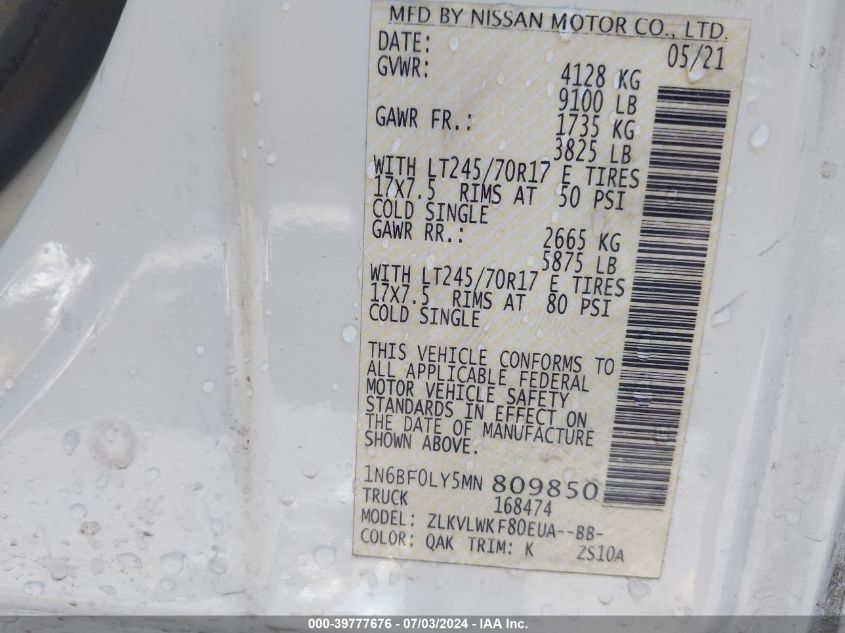 MFD BY NISSAN MOTOR CO., LTD.
DATE: 05/21
GVWR: 4128 KG
9100 LB
GAWR FR.: 1735 KG
3825 LB
WITH LT245/70R17 E TIRES
17X7.5 RIMS AT 50 PSI
COLD SINGLE
GAWR RR.: 2665 KG
5875 LB
WITH LT245/70R17 E TIRES
17X7.5 RIMS AT 80 PSI
COLD SINGLE
THIS VEHICLE CONFORMS TO
ALL APPLICABLE FEDERAL
MOTOR VEHICLE SAFETY
STANDARDS IN EFFECT ON
THE DATE OF MANUFACTURE
SHOWN ABOVE.
1N6BF0LY5MN 809850
TRUCK 168474
MODEL: ZLKVLWKF80EUA--BB-
COLOR: QAK TRIM: K ZS10A
000-39777676 - 07/03/2024 - IAA Inc.